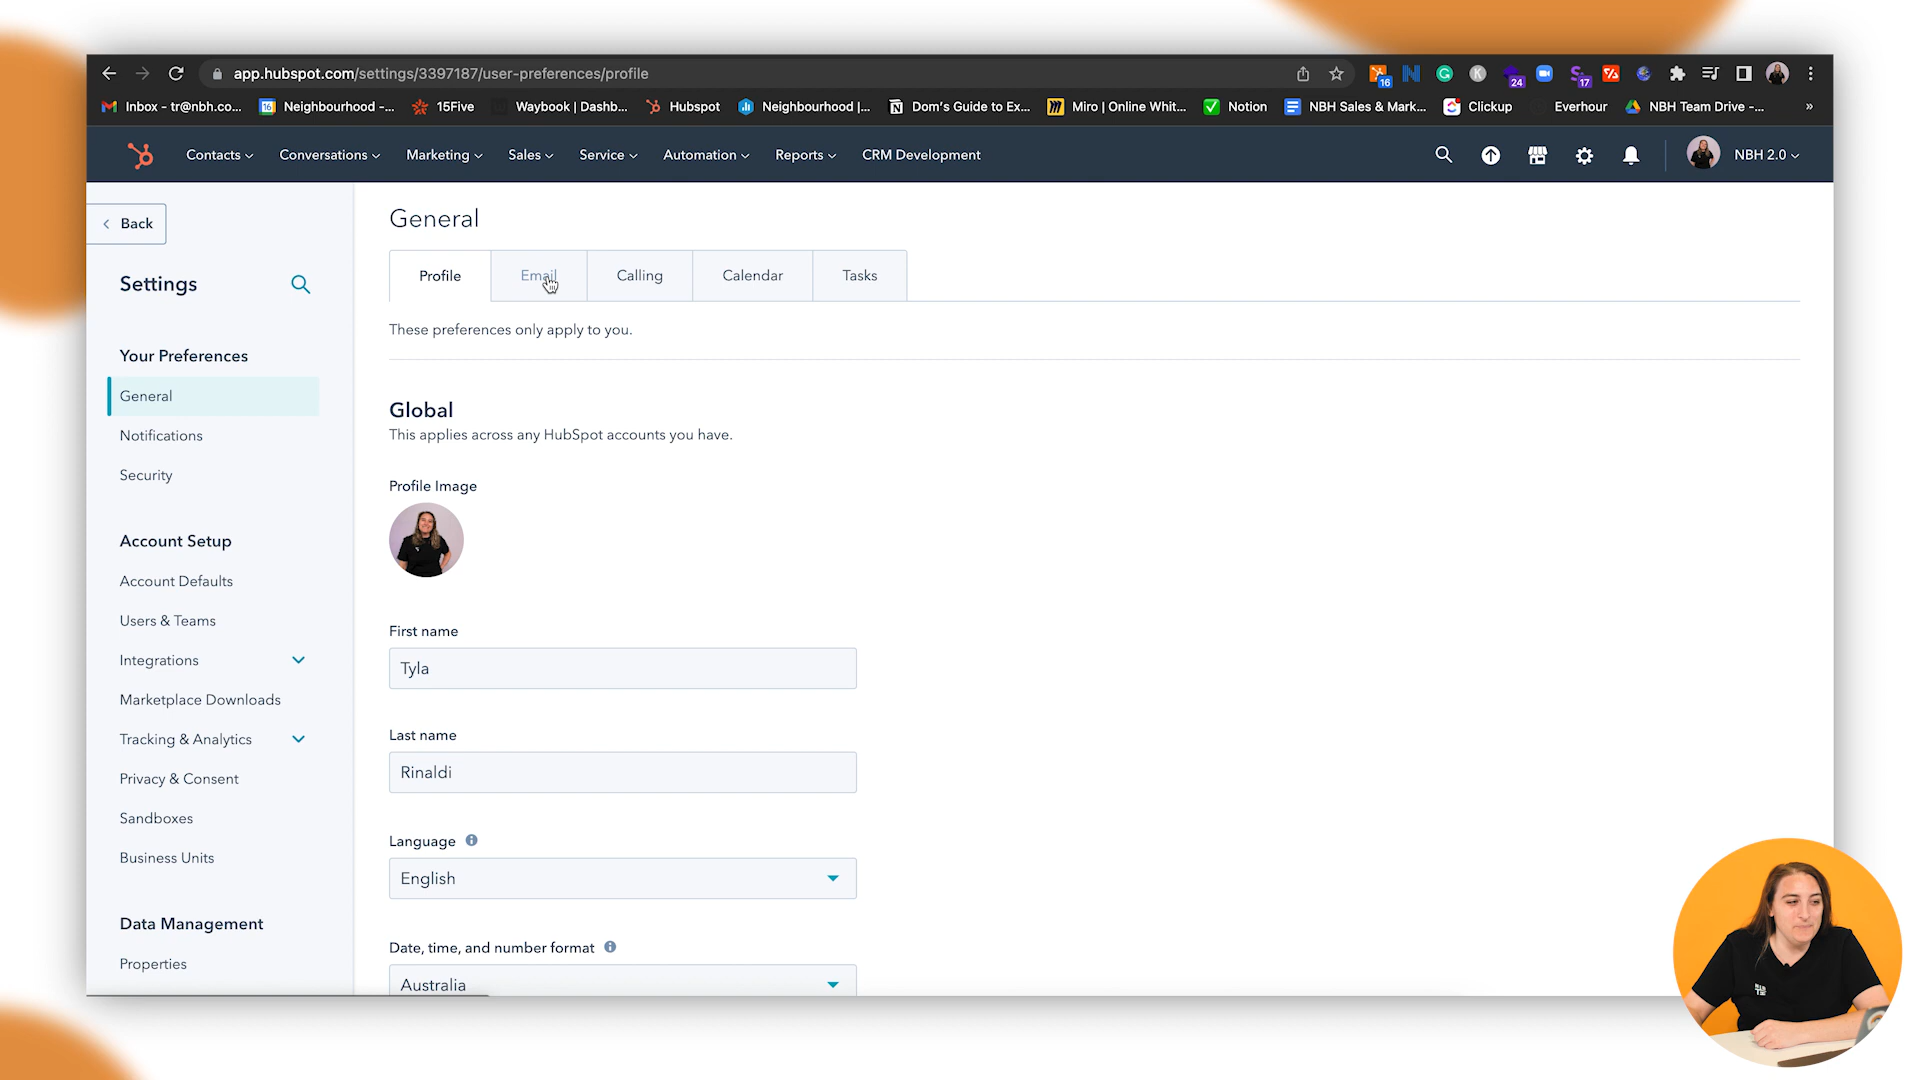 app.hubspot.com/settings/3397187/user-preferences/profile
16 24 17
Inbox - tr@nbh.co... 16 Neighbourhood -... 15Five Waybook | Dashb... Hubspot Neighbourhood |... Dom's Guide to Ex... Miro | Online Whit... Notion NBH Sales & Mark... Clickup Everhour NBH Team Drive -... »
Contacts Conversations Marketing Sales Service Automation Reports CRM Development NBH 2.0
Back
Settings
Your Preferences
General
Notifications
Security
Account Setup
Account Defaults
Users & Teams
Integrations
Marketplace Downloads
Tracking & Analytics
Privacy & Consent
Sandboxes
Business Units
Data Management
Properties
General
Profile Email Calling Calendar Tasks
These preferences only apply to you.
Global
This applies across any HubSpot accounts you have.
Profile Image
First name
Tyla
Last name
Rinaldi
Language
English
Date, time, and number format
Australia